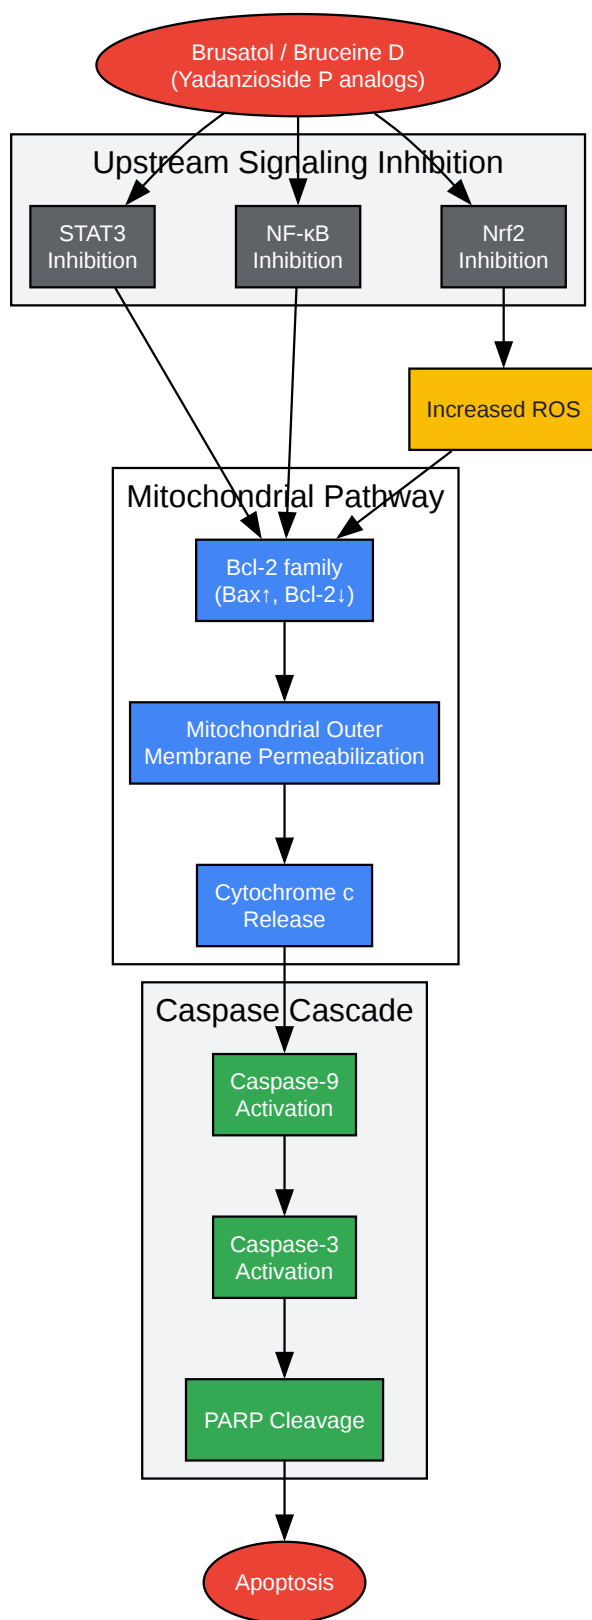 Brusatol / Bruceine D
(Yadanzioside P analogs)
Upstream Signaling Inhibition
STAT3
Inhibition
NF-κB
Inhibition
Nrf2
Inhibition
Increased ROS
Mitochondrial Pathway
Bcl-2 family
(Bax↑, Bcl-2↓)
Mitochondrial Outer
Membrane Permeabilization
Cytochrome c
Release
Caspase Cascade
Caspase-9
Activation
Caspase-3
Activation
PARP Cleavage
Apoptosis